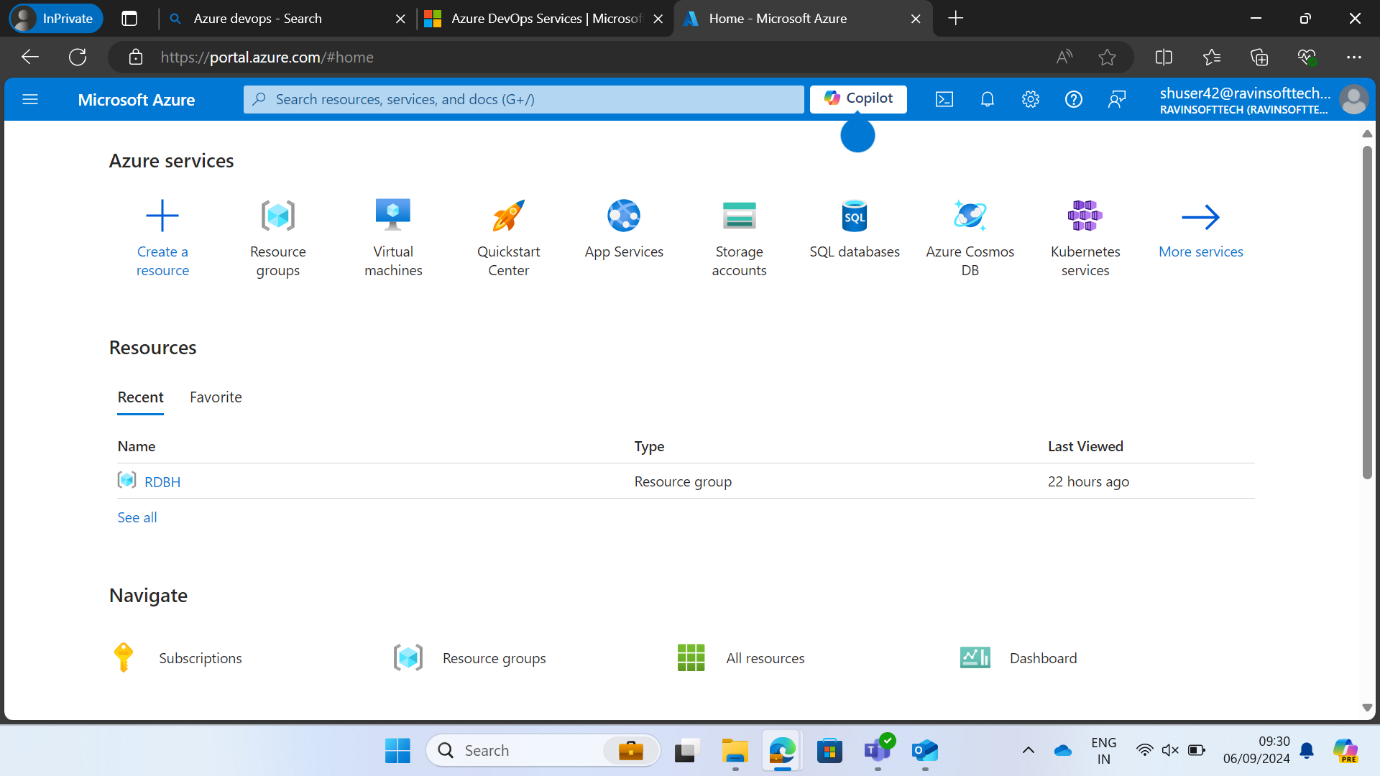 InPrivate
Azure devops - Search
Azure DevOps Services | Microsof
Home - Microsoft Azure
https://portal.azure.com/#home
Microsoft Azure
Search resources, services, and docs (G+/)
Copilot
shuser42@ravinsofttech...
RAVINSOFTTECH (RAVINSOFTTE...
Azure services
Create a
resource
Resource
groups
Virtual
machines
Quickstart
Center
App Services
Storage
accounts
SQL
SQL databases
Azure Cosmos
DB
Kubernetes
services
More services
Resources
Recent
Favorite
Name
Type
Last Viewed
RDBH
Resource group
22 hours ago
See all
Navigate
Subscriptions
Resource groups
All resources
Dashboard
Search
ENG
IN
09:30
06/09/2024
PRE